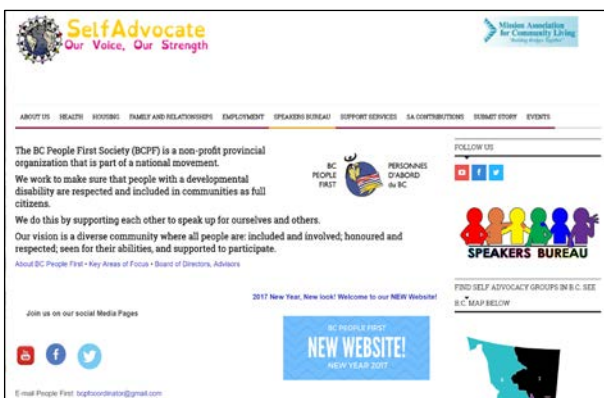 SelfAdvocate
Our Voice, Our Strength
Mission Association
for Community Living
"Building Bridges Together"
ABOUT US HEALTH HOUSING FAMILY AND RELATIONSHIPS EMPLOYMENT SPEAKERS BUREAU SUPPORT SERVICES SA CONTRIBUTIONS SUBMIT STORY EVENTS
The BC People First Society (BCPF) is a non-profit provincial
organization that is part of a national movement.
We work to make sure that people with a developmental
disability are respected and included in communities as full
citizens.
We do this by supporting each other to speak up for ourselves and others.
Our vision is a diverse community where all people are: included and involved; honoured and
respected; seen for their abilities, and supported to participate.
About BC People First • Key Areas of Focus • Board of Directors, Advisors
BC
PEOPLE
FIRST
PERSONNES
D'ABORD
du BC
2017 New Year, New look! Welcome to our NEW Website!
Join us on our social Media Pages
BC PEOPLE FIRST
NEW WEBSITE!
NEW YEAR 2017
E-mail People First: bcpfcoordinator@gmail.com
FOLLOW US
SPEAKERS BUREAU
FIND SELF ADVOCACY GROUPS IN B.C. SEE
B.C. MAP BELOW